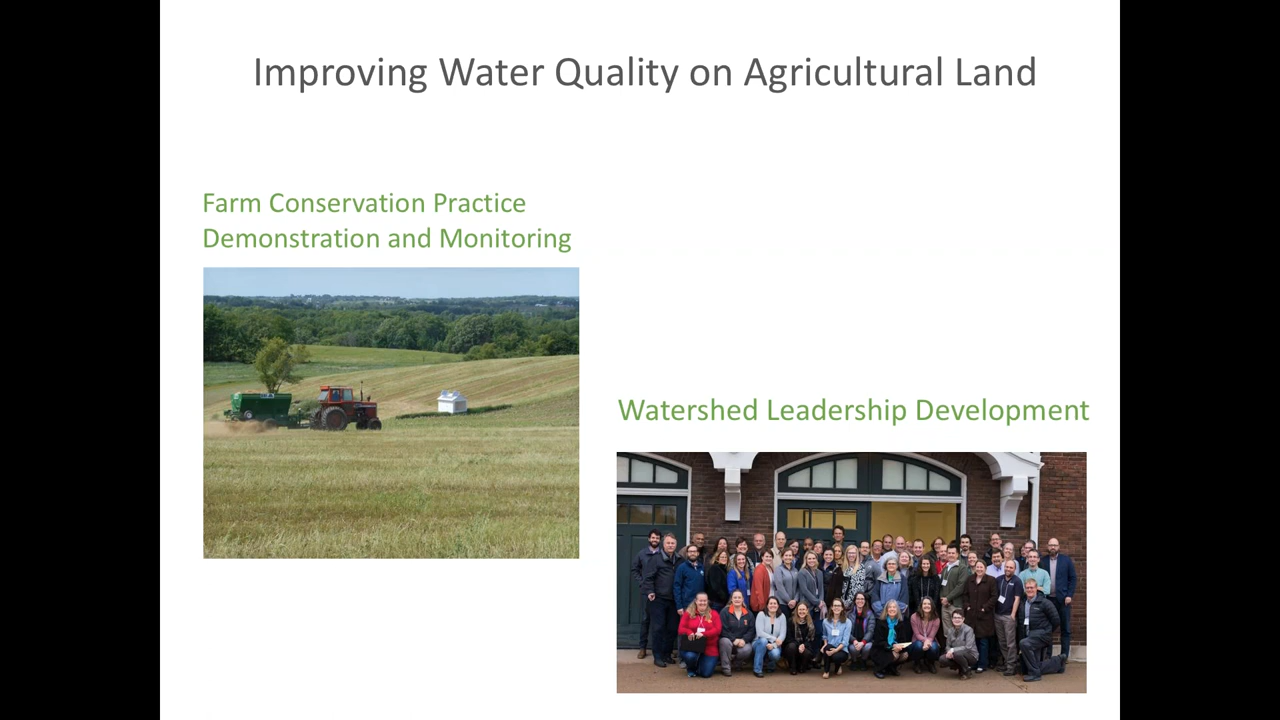 Improving Water Quality on Agricultural Land
Farm Conservation Practice
Demonstration and Monitoring
Watershed Leadership Development